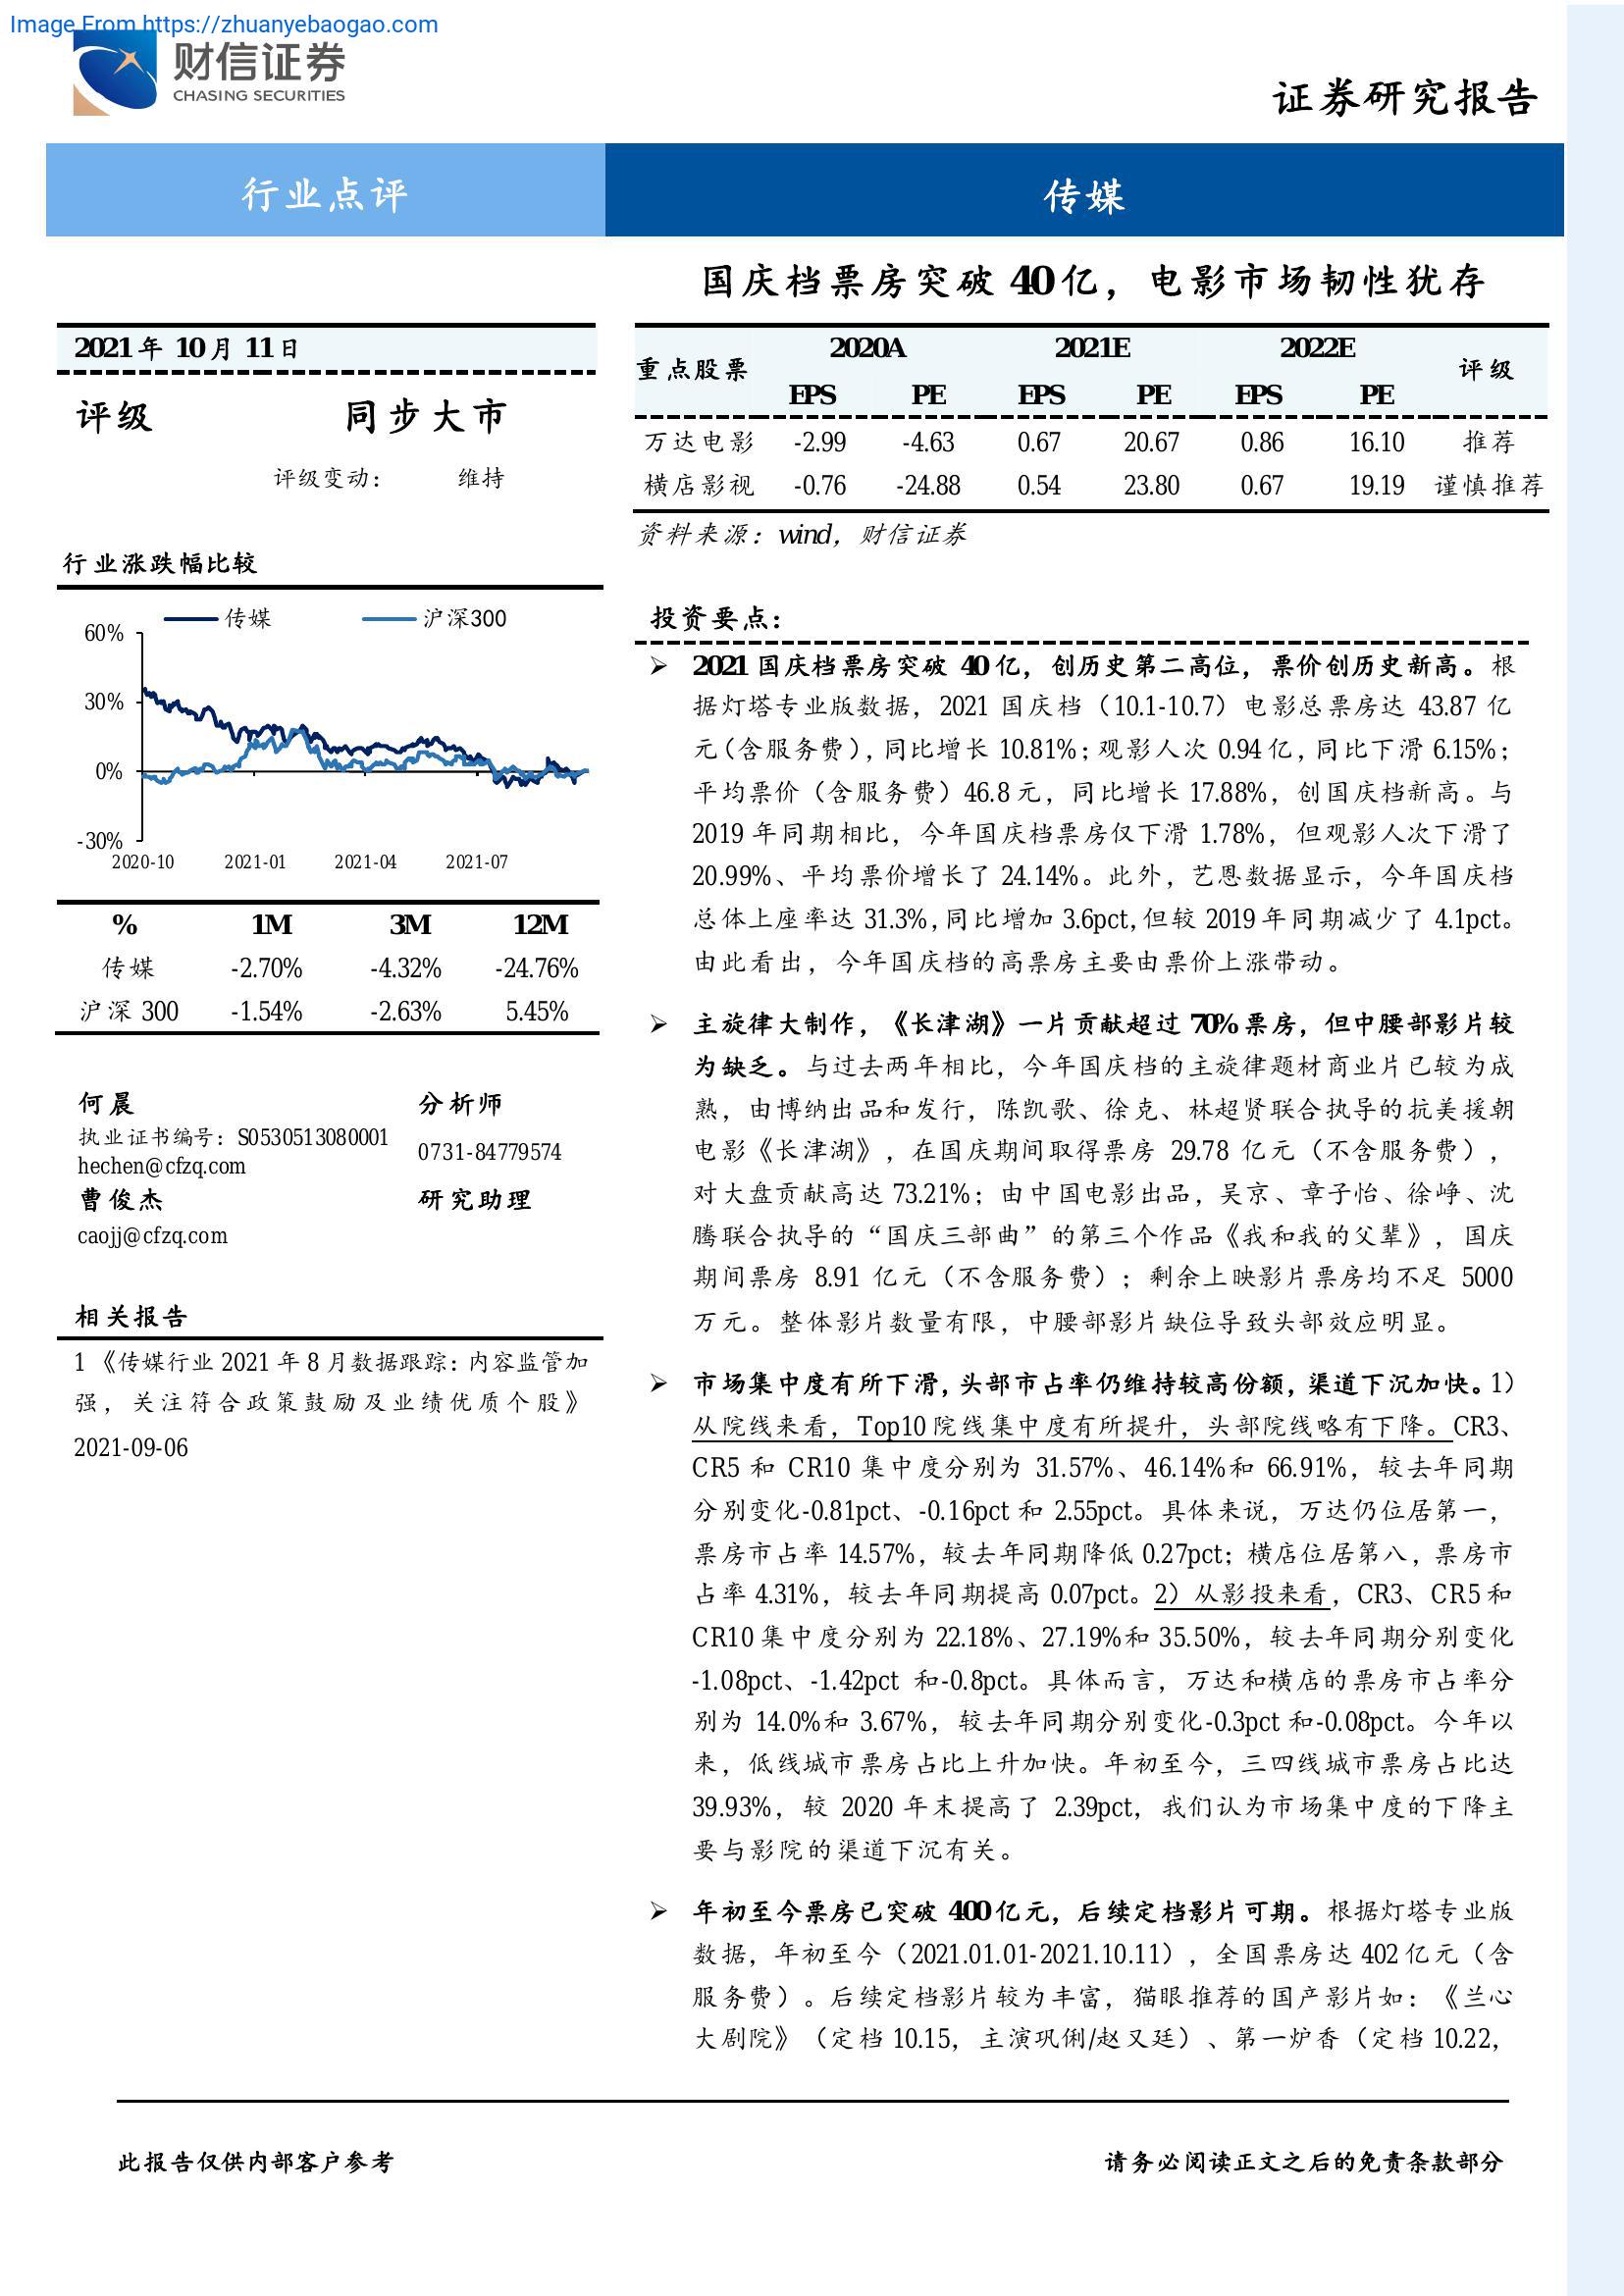 Image From https://zhuanyebaogao.com
财信证券
CHASING SECURITIES
证券研究报告
行业点评
传媒
国庆档票房突破 40亿，电影市场韧性犹存
2021年 10月 11日
评级 同步大市
评级变动： 维持
行业涨跌幅比较
传媒 沪深300
60%
30%
0%
-30%
2020-10 2021-01 2021-04 2021-07
% 1M 3M 12M
传媒 -2.70% -4.32% -24.76%
沪深 300 -1.54% -2.63% 5.45%
何晨 分析师
执业证书编号：S0530513080001 0731-84779574
hechen@cfzq.com
曹俊杰 研究助理
caojj@cfzq.com
相关报告
1 《传媒行业 2021 年 8 月数据跟踪：内容监管加
强，关注符合政策鼓励及业绩优质个股》
2021-09-06
重点股票 2020A 2021E 2022E 评级
EPS PE EPS PE EPS PE
万达电影 -2.99 -4.63 0.67 20.67 0.86 16.10 推荐
横店影视 -0.76 -24.88 0.54 23.80 0.67 19.19 谨慎推荐
资料来源：wind，财信证券
投资要点：
➢ 2021 国庆档票房突破 40 亿，创历史第二高位，票价创历史新高。根
据灯塔专业版数据，2021 国庆档（10.1-10.7）电影总票房达 43.87 亿
元（含服务费），同比增长 10.81%；观影人次 0.94 亿，同比下滑 6.15%；
平均票价（含服务费）46.8 元，同比增长 17.88%，创国庆档新高。与
2019 年同期相比，今年国庆档票房仅下滑 1.78%，但观影人次下滑了
20.99%、平均票价增长了 24.14%。此外，艺恩数据显示，今年国庆档
总体上座率达 31.3%,同比增加 3.6pct,但较 2019 年同期减少了 4.1pct。
由此看出，今年国庆档的高票房主要由票价上涨带动。
➢ 主旋律大制作，《长津湖》一片贡献超过 70%票房，但中腰部影片较
为缺乏。与过去两年相比，今年国庆档的主旋律题材商业片已较为成
熟，由博纳出品和发行，陈凯歌、徐克、林超贤联合执导的抗美援朝
电影《长津湖》，在国庆期间取得票房 29.78 亿元（不含服务费），
对大盘贡献高达 73.21%；由中国电影出品，吴京、章子怡、徐峥、沈
腾联合执导的“国庆三部曲”的第三个作品《我和我的父辈》，国庆
期间票房 8.91 亿元（不含服务费）；剩余上映影片票房均不足 5000
万元。整体影片数量有限，中腰部影片缺位导致头部效应明显。
➢ 市场集中度有所下滑，头部市占率仍维持较高份额，渠道下沉加快。1）
从院线来看，Top10 院线集中度有所提升，头部院线略有下降。CR3、
CR5 和 CR10 集中度分别为 31.57%、46.14%和 66.91%，较去年同期
分别变化-0.81pct、-0.16pct 和 2.55pct。具体来说，万达仍位居第一，
票房市占率 14.57%，较去年同期降低 0.27pct；横店位居第八，票房市
占率 4.31%，较去年同期提高 0.07pct。2）从影投来看，CR3、CR5 和
CR10 集中度分别为 22.18%、27.19%和 35.50%，较去年同期分别变化
-1.08pct、-1.42pct 和-0.8pct。具体而言，万达和横店的票房市占率分
别为 14.0%和 3.67%，较去年同期分别变化-0.3pct 和-0.08pct。今年以
来，低线城市票房占比上升加快。年初至今，三四线城市票房占比达
39.93%，较 2020 年末提高了 2.39pct，我们认为市场集中度的下降主
要与影院的渠道下沉有关。
➢ 年初至今票房已突破 400亿元，后续定档影片可期。根据灯塔专业版
数据，年初至今（2021.01.01-2021.10.11），全国票房达 402 亿元（含
服务费）。后续定档影片较为丰富，猫眼推荐的国产影片如：《兰心
大剧院》（定档 10.15，主演巩俐/赵又廷）、第一炉香（定档 10.22，
此报告仅供内部客户参考
请务必阅读正文之后的免责条款部分